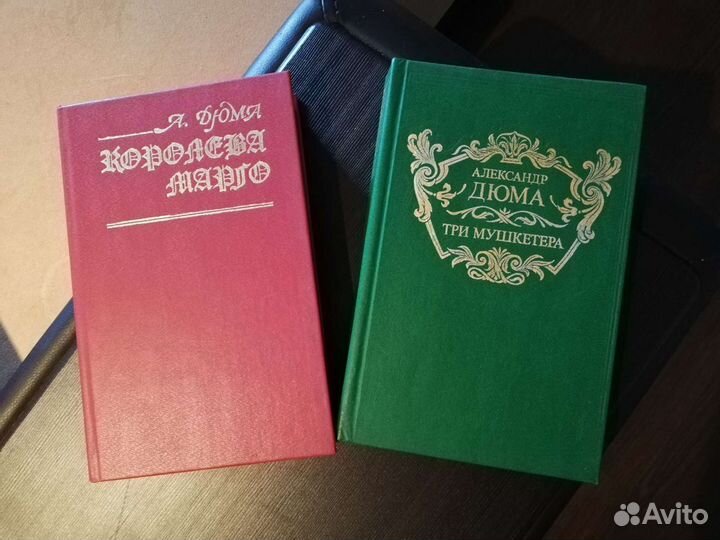 А. ДЮМА
КОРОЛЕВА
МАРГО
АЛЕКСАНДР
ДЮМА
ТРИ МУШКЕТЕРА
Avito